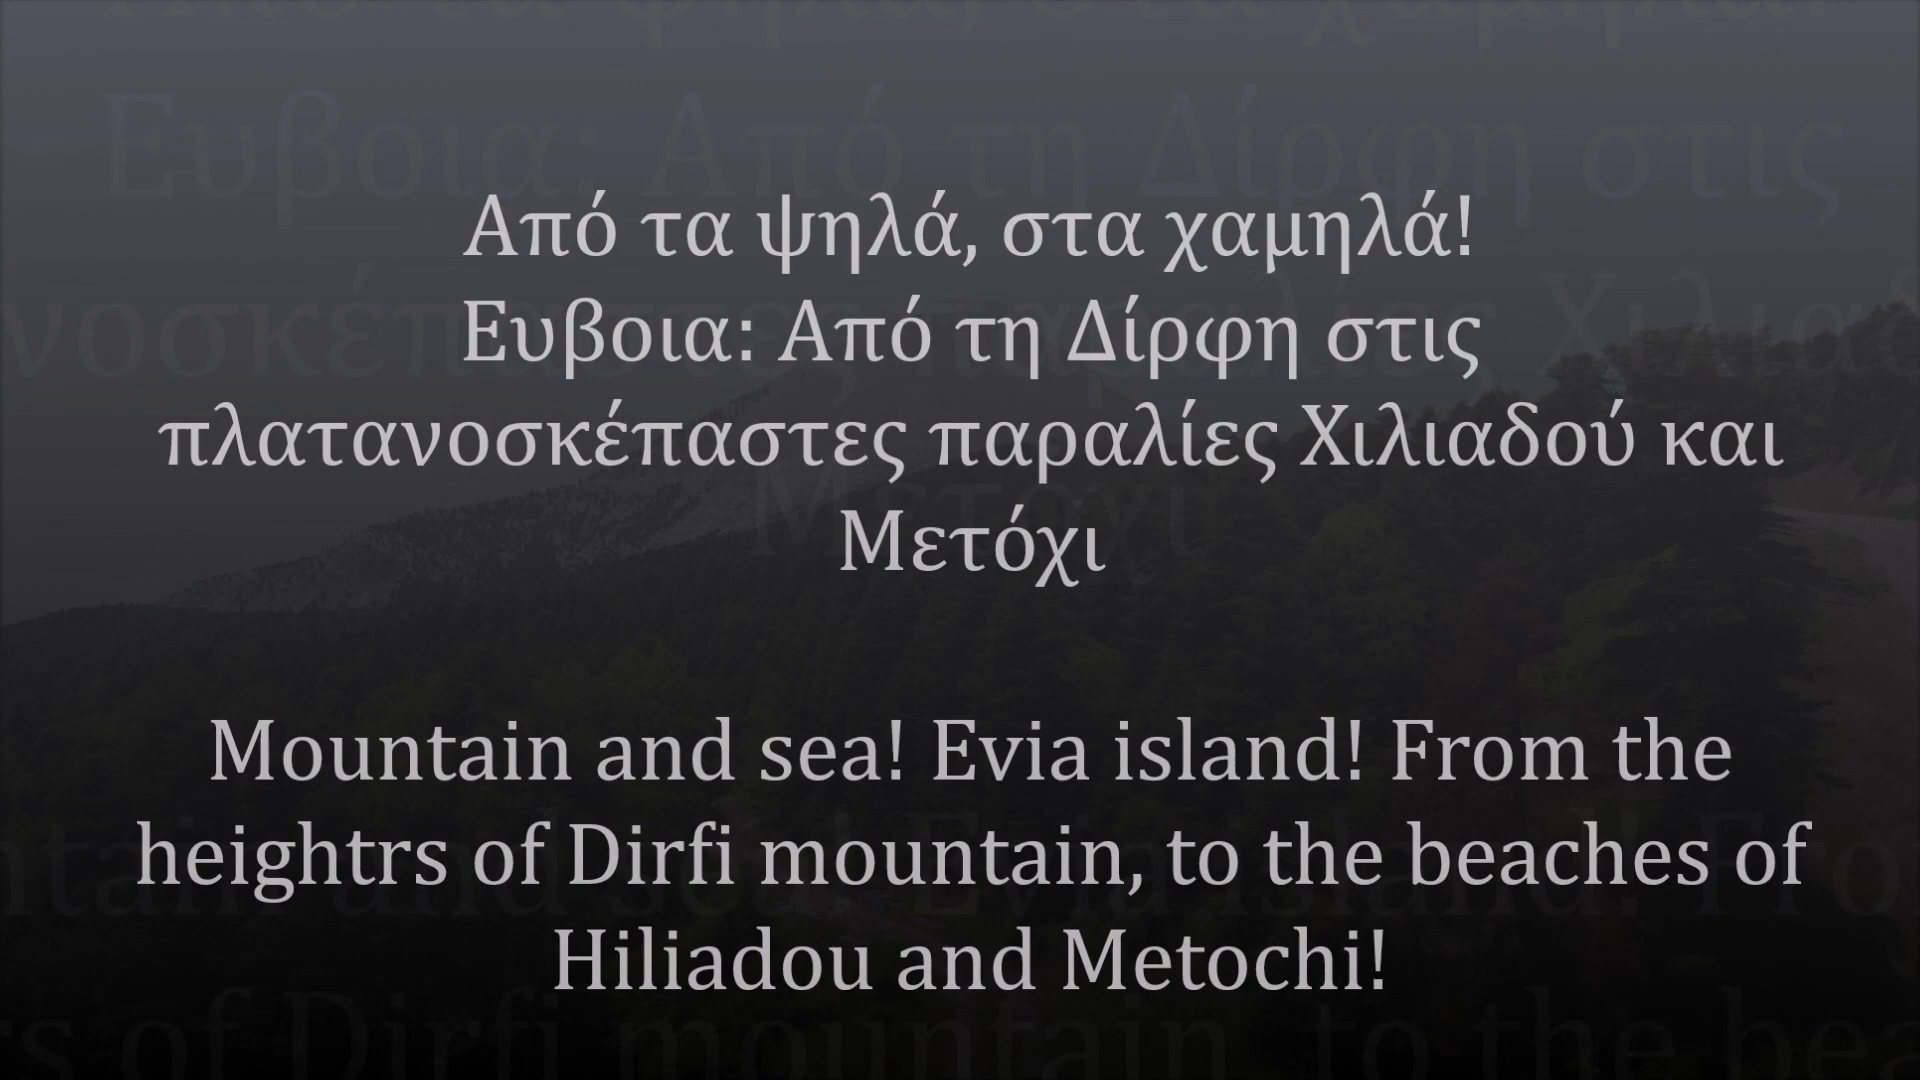 Από τα ψηλά, στα χαμηλά!
Ευβοια: Από τη Δίρφη στις
πλατανοσκέπαστες παραλίες Χιλιαδού και
Μετόχι
Mountain and sea! Evia island! From the
heightrs of Dirfi mountain, to the beaches of
Hiliadou and Metochi!